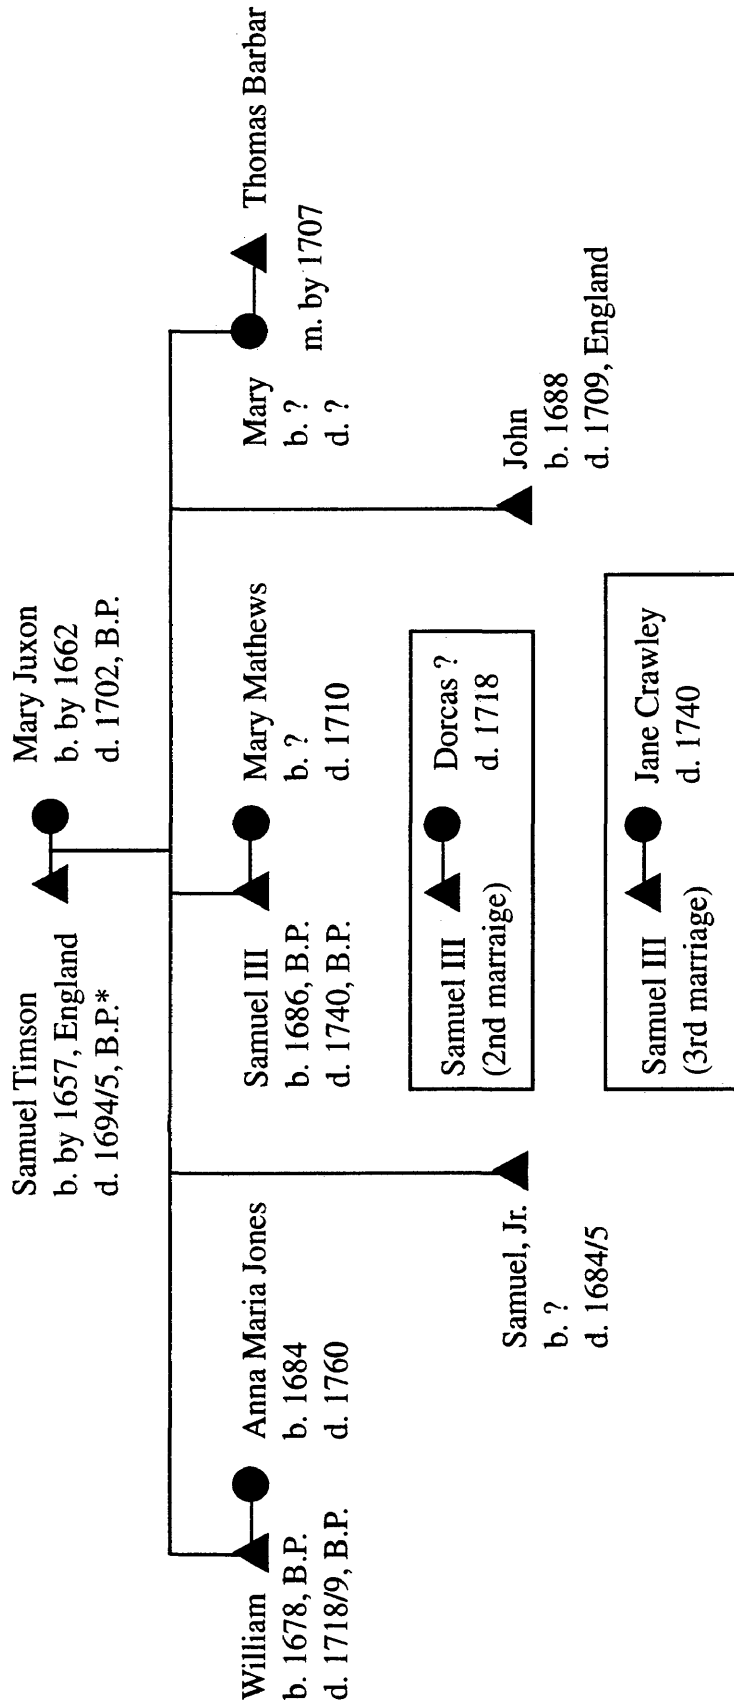 Samuel Timson
b. by 1657, England
d. 1694/5, B.P.*
Mary Juxon
b. by 1662
d. 1702, B.P.
William
b. 1678, B.P.
d. 1718/9, B.P.
Anna Maria Jones
b. 1684
d. 1760
Samuel, Jr.
b. ?
d. 1684/5
Samuel III
b. 1686, B.P.
d. 1740, B.P.
Mary Mathews
b. ?
d. 1710
Samuel III
(2nd marraige)
Dorcas ?
d. 1718
Samuel III
(3rd marriage)
Jane Crawley
d. 1740
John
b. 1688
d. 1709, England
Mary
b. ?
d. ?
m. by 1707
Thomas Barbar